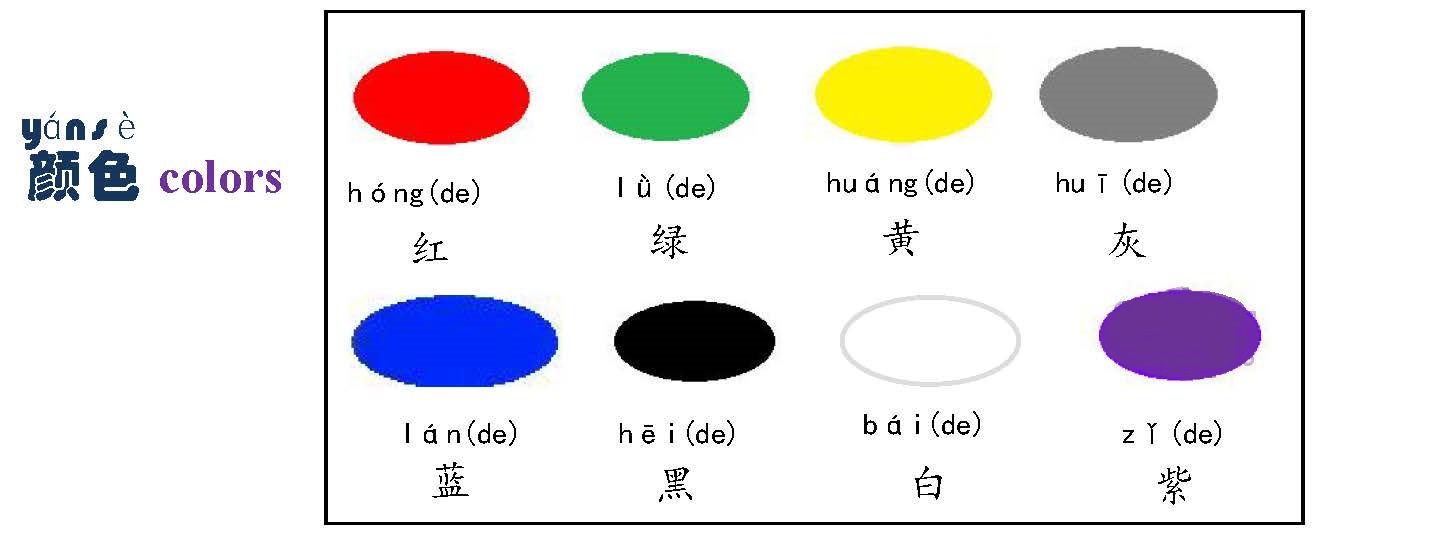 yánsè
颜色 colors
hóng(de) lǜ(de) huáng(de) huī(de)
红 绿 黄 灰
lán(de) hēi(de) bái(de) zǐ(de)
蓝 黑 白 紫